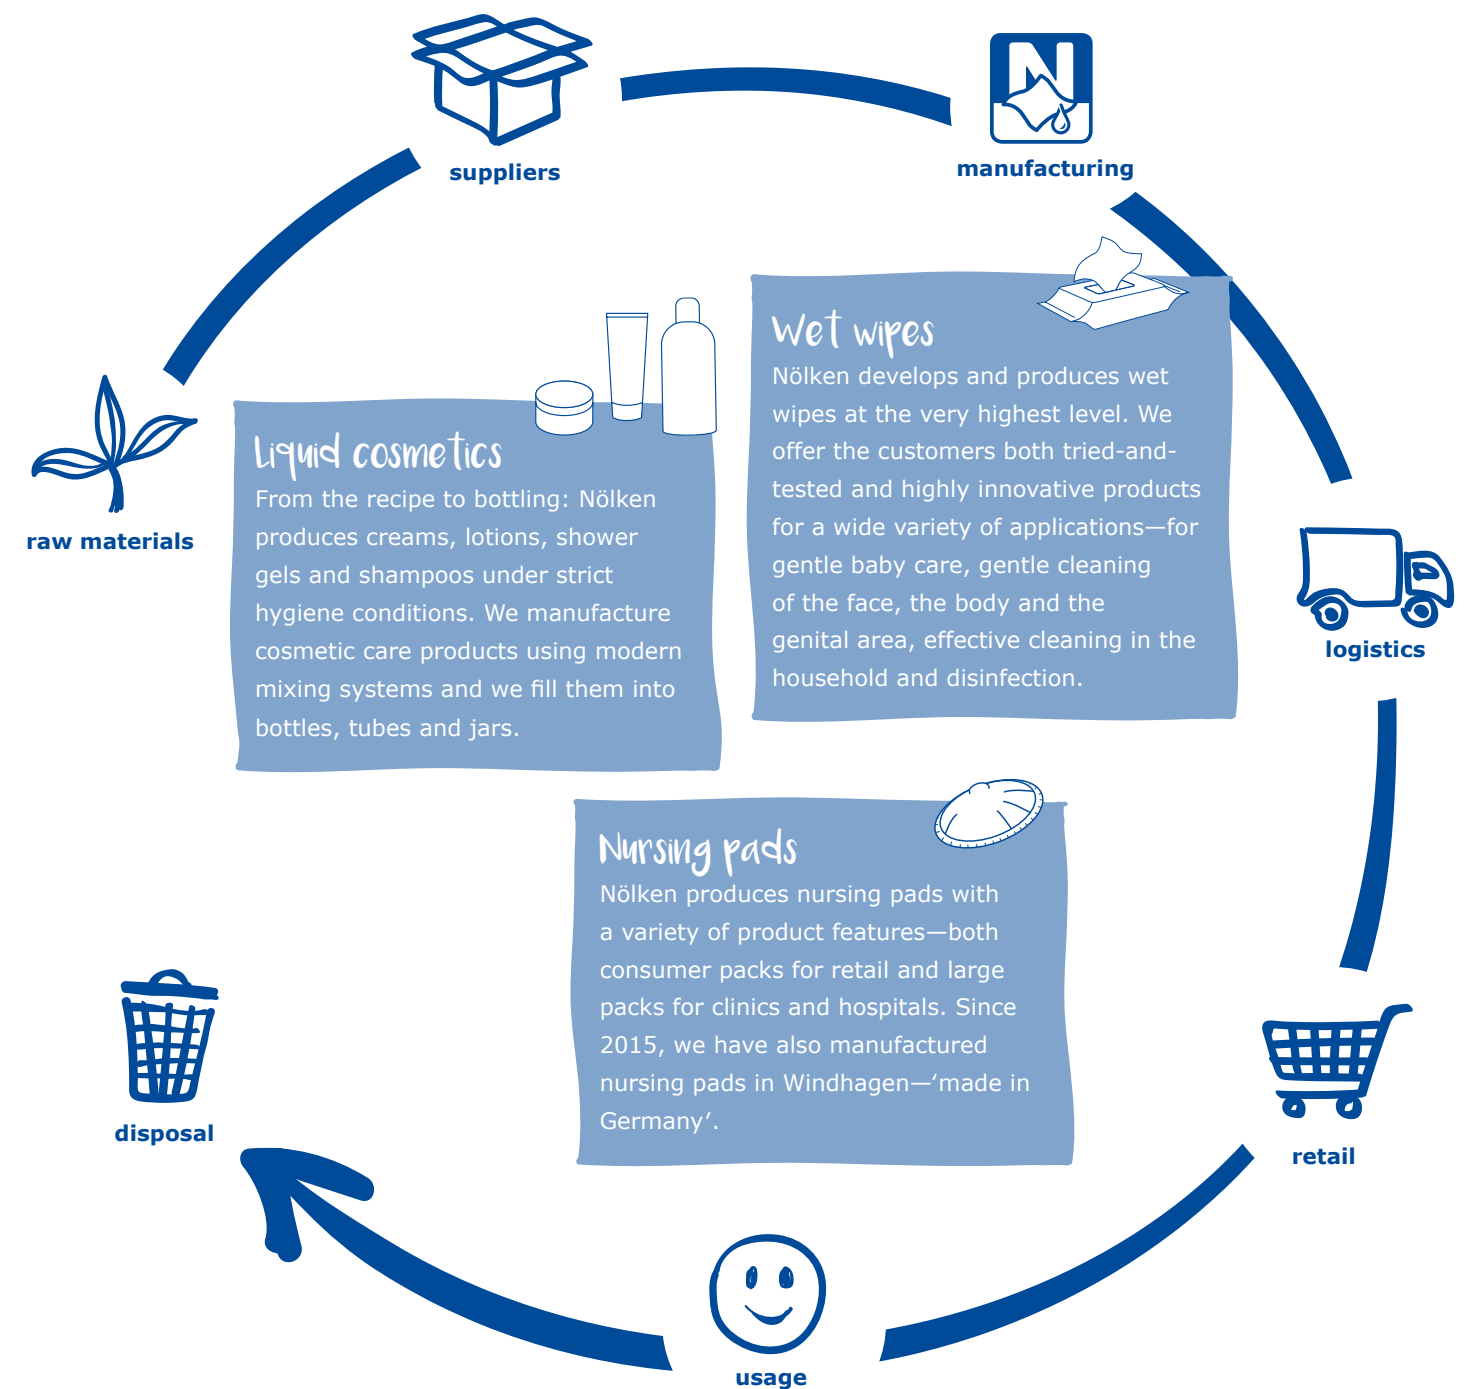 suppliers
manufacturing
raw materials
Liquid cosmetics
From the recipe to bottling: Nölken
produces creams, lotions, shower
gels and shampoos under strict
hygiene conditions. We manufacture
cosmetic care products using modern
mixing systems and we fill them into
bottles, tubes and jars.
Wet wipes
Nölken develops and produces wet
wipes at the very highest level. We
offer the customers both tried-and-
tested and highly innovative products
for a wide variety of applications—for
gentle baby care, gentle cleaning
of the face, the body and the
genital area, effective cleaning in the
household and disinfection.
logistics
Nursing pads
Nölken produces nursing pads with
a variety of product features—both
consumer packs for retail and large
packs for clinics and hospitals. Since
2015, we have also manufactured
nursing pads in Windhagen—‘made in
Germany’.
disposal
retail
usage
N